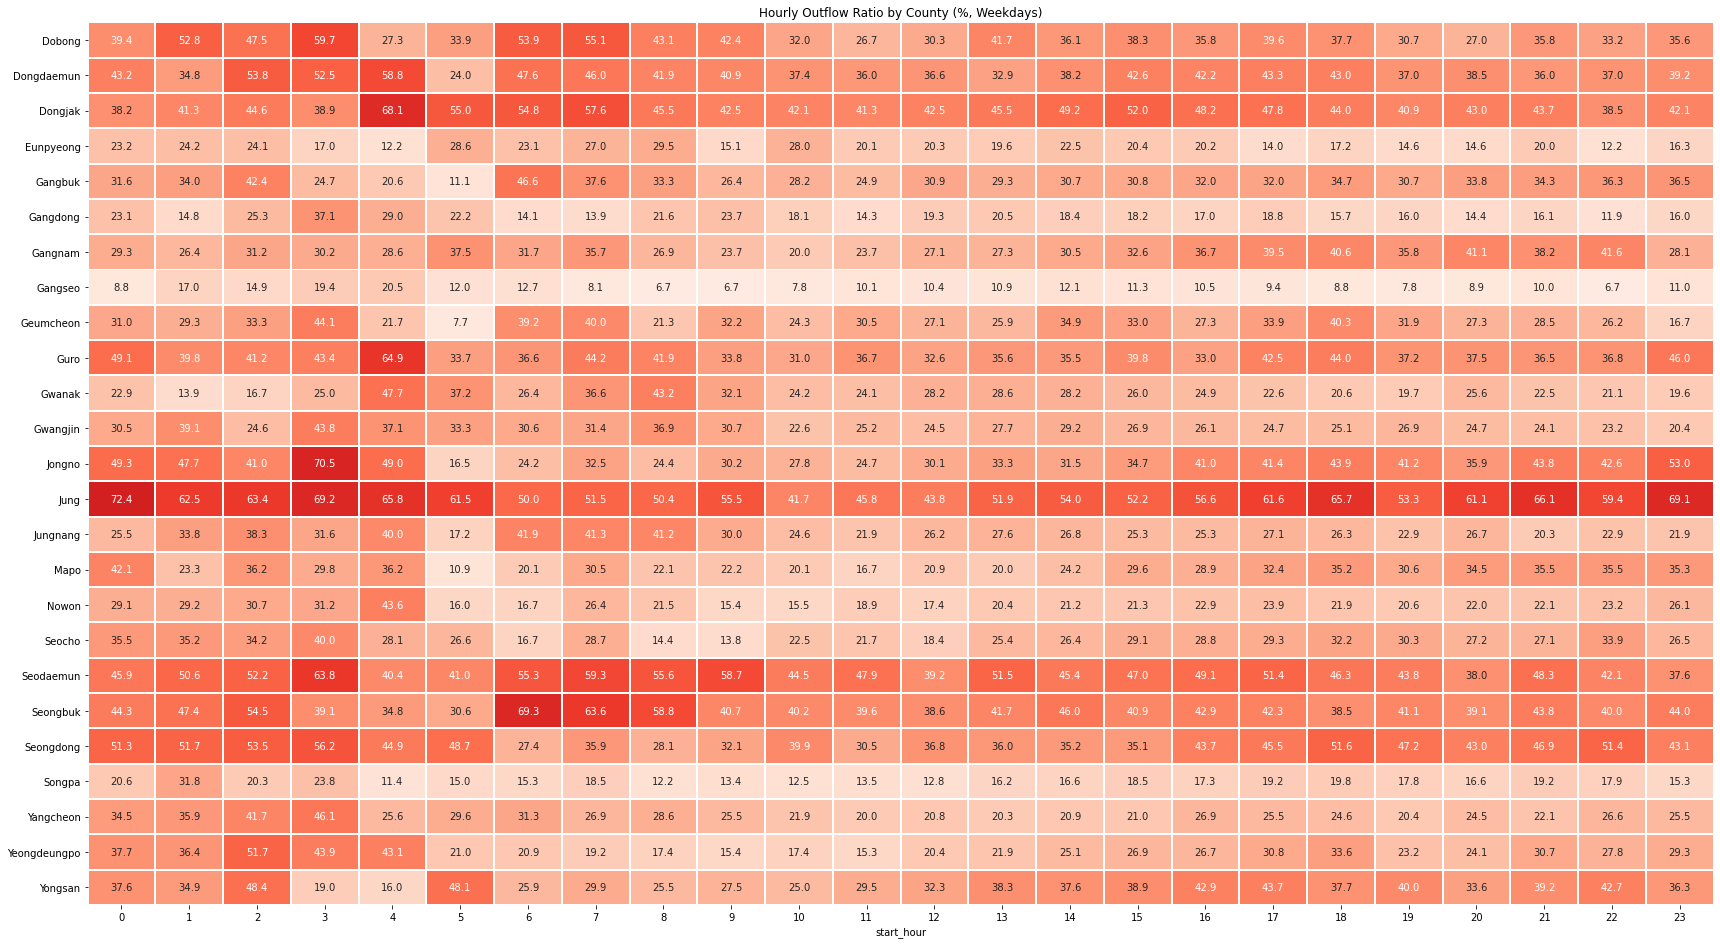 Hourly Outflow Ratio by County (%, Weekdays)
Dobong 39.4 52.8 47.5 59.7 27.3 33.9 53.9 55.1 43.1 42.4 32.0 26.7 30.3 41.7 36.1 38.3 35.8 39.6 37.7 30.7 27.0 35.8 33.2 35.6
Dongdaemun 43.2 34.8 53.8 52.5 58.8 24.0 47.6 46.0 41.9 40.9 37.4 36.0 36.6 32.9 38.2 42.6 42.2 43.3 43.0 37.0 38.5 36.0 37.0 39.2
Dongjak 38.2 41.3 44.6 38.9 68.1 55.0 54.8 57.6 45.5 42.5 42.1 41.3 42.5 45.5 49.2 52.0 48.2 47.8 44.0 40.9 43.0 43.7 38.5 42.1
Eunpyeong 23.2 24.2 24.1 17.0 12.2 28.6 23.1 27.0 29.5 15.1 28.0 20.1 20.3 19.6 22.5 20.4 20.2 14.0 17.2 14.6 14.6 20.0 12.2 16.3
Gangbuk 31.6 34.0 42.4 24.7 20.6 11.1 46.6 37.6 33.3 26.4 28.2 24.9 30.9 29.3 30.7 30.8 32.0 32.0 34.7 30.7 33.8 34.3 36.3 36.5
Gangdong 23.1 14.8 25.3 37.1 29.0 22.2 14.1 13.9 21.6 23.7 18.1 14.3 19.3 20.5 18.4 18.2 17.0 18.8 15.7 16.0 14.4 16.1 11.9 16.0
Gangnam 29.3 26.4 31.2 30.2 28.6 37.5 31.7 35.7 26.9 23.7 20.0 23.7 27.1 27.3 30.5 32.6 36.7 39.5 40.6 35.8 41.1 38.2 41.6 28.1
Gangseo 8.8 17.0 14.9 19.4 20.5 12.0 12.7 8.1 6.7 6.7 7.8 10.1 10.4 10.9 12.1 11.3 10.5 9.4 8.8 7.8 8.9 10.0 6.7 11.0
Geumcheon 31.0 29.3 33.3 44.1 21.7 7.7 39.2 40.0 21.3 32.2 24.3 30.5 27.1 25.9 34.9 33.0 27.3 33.9 40.3 31.9 27.3 28.5 26.2 16.7
Guro 49.1 39.8 41.2 43.4 64.9 33.7 36.6 44.2 41.9 33.8 31.0 36.7 32.6 35.6 35.5 39.8 33.0 42.5 44.0 37.2 37.5 36.5 36.8 46.0
Gwanak 22.9 13.9 16.7 25.0 47.7 37.2 26.4 36.6 43.2 32.1 24.2 24.1 28.2 28.6 28.2 26.0 24.9 22.6 20.6 19.7 25.6 22.5 21.1 19.6
Gwangjin 30.5 39.1 24.6 43.8 37.1 33.3 30.6 31.4 36.9 30.7 22.6 25.2 24.5 27.7 29.2 26.9 26.1 24.7 25.1 26.9 24.7 24.1 23.2 20.4
Jongno 49.3 47.7 41.0 70.5 49.0 16.5 24.2 32.5 24.4 30.2 27.8 24.7 30.1 33.3 31.5 34.7 41.0 41.4 43.9 41.2 35.9 43.8 42.6 53.0
Jung 72.4 62.5 63.4 69.2 65.8 61.5 50.0 51.5 50.4 55.5 41.7 45.8 43.8 51.9 54.0 52.2 56.6 61.6 65.7 53.3 61.1 66.1 59.4 69.1
Jungnang 25.5 33.8 38.3 31.6 40.0 17.2 41.9 41.3 41.2 30.0 24.6 21.9 26.2 27.6 26.8 25.3 25.3 27.1 26.3 22.9 26.7 20.3 22.9 21.9
Mapo 42.1 23.3 36.2 29.8 36.2 10.9 20.1 30.5 22.1 22.2 20.1 16.7 20.9 20.0 24.2 29.6 28.9 32.4 35.2 30.6 34.5 35.5 35.5 35.3
Nowon 29.1 29.2 30.7 31.2 43.6 16.0 16.7 26.4 21.5 15.4 15.5 18.9 17.4 20.4 21.2 21.3 22.9 23.9 21.9 20.6 22.0 22.1 23.2 26.1
Seocho 35.5 35.2 34.2 40.0 28.1 26.6 16.7 28.7 14.4 13.8 22.5 21.7 18.4 25.4 26.4 29.1 28.8 29.3 32.2 30.3 27.2 27.1 33.9 26.5
Seodaemun 45.9 50.6 52.2 63.8 40.4 41.0 55.3 59.3 55.6 58.7 44.5 47.9 39.2 51.5 45.4 47.0 49.1 51.4 46.3 43.8 38.0 48.3 42.1 37.6
Seongbuk 44.3 47.4 54.5 39.1 34.8 30.6 69.3 63.6 58.8 40.7 40.2 39.6 38.6 41.7 46.0 40.9 42.9 42.3 38.5 41.1 39.1 43.8 40.0 44.0
Seongdong 51.3 51.7 53.5 56.2 44.9 48.7 27.4 35.9 28.1 32.1 39.9 30.5 36.8 36.0 35.2 35.1 43.7 45.5 51.6 47.2 43.0 46.9 51.4 43.1
Songpa 20.6 31.8 20.3 23.8 11.4 15.0 15.3 18.5 12.2 13.4 12.5 13.5 12.8 16.2 16.6 18.5 17.3 19.2 19.8 17.8 16.6 19.2 17.9 15.3
Yangcheon 34.5 35.9 41.7 46.1 25.6 29.6 31.3 26.9 28.6 25.5 21.9 20.0 20.8 20.3 20.9 21.0 26.9 25.5 24.6 20.4 24.5 22.1 26.6 25.5
Yeongdeungpo 37.7 36.4 51.7 43.9 43.1 21.0 20.9 19.2 17.4 15.4 17.4 15.3 20.4 21.9 25.1 26.9 26.7 30.8 33.6 23.2 24.1 30.7 27.8 29.3
Yongsan 37.6 34.9 48.4 19.0 16.0 48.1 25.9 29.9 25.5 27.5 25.0 29.5 32.3 38.3 37.6 38.9 42.9 43.7 37.7 40.0 33.6 39.2 42.7 36.3
0 1 2 3 4 5 6 7 8 9 10 11 12 13 14 15 16 17 18 19 20 21 22 23
start_hour